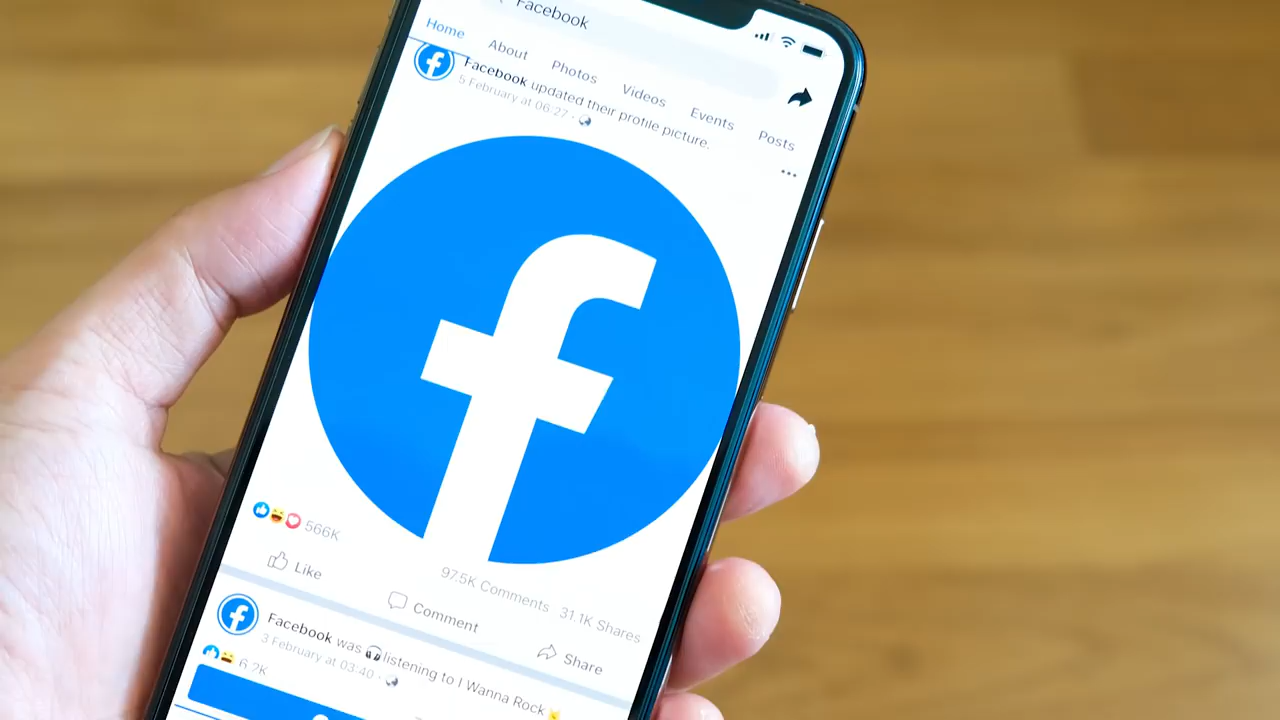 Facebook
Home About Photos Videos Events Posts
Facebook updated their profile picture.
5 February at 06:27 ·
566K
97.5K Comments 31.1K Shares
Like Comment Share
Facebook was 🎧 listening to I Wanna Rock
3 February at 03:40 ·
6.2K